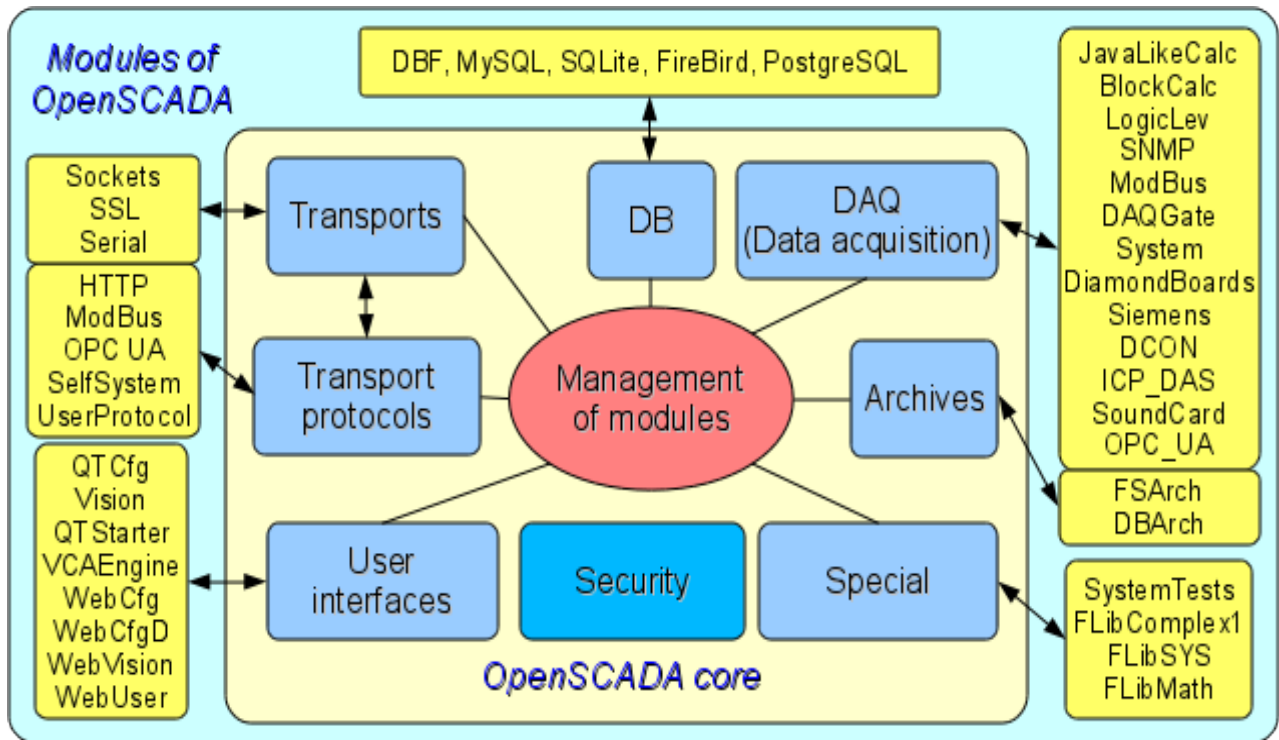 Modules of
OpenSCADA
DBF, MySQL, SQLite, FireBird, PostgreSQL
JavaLikeCalc
BlockCalc
LogicLev
SNMP
ModBus
DAQGate
System
DiamondBoards
Siemens
DCON
ICP_DAS
SoundCard
OPC_UA
Sockets
SSL
Serial
Transports
DB
DAQ
(Data acquisition)
HTTP
ModBus
OPC UA
SelfSystem
UserProtocol
Transport
protocols
Management
of modules
Archives
FSArch
DBArch
QTCfg
Vision
QTStarter
VCAEngine
WebCfg
WebCfgD
WebVision
WebUser
User
interfaces
Security
Special
SystemTests
FLibComplex1
FLibSYS
FLibMath
OpenSCADA core